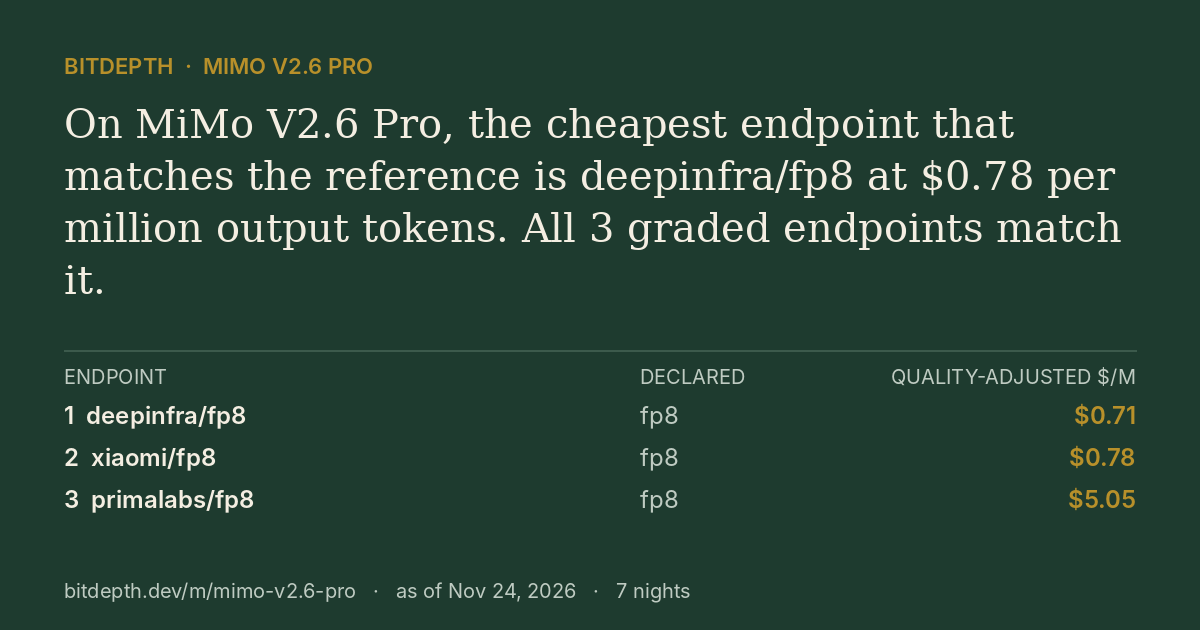 BITDEPTH · MIMO V2.6 PRO
On MiMo V2.6 Pro, the cheapest endpoint that
matches the reference is deepinfra/fp8 at $0.78 per
million output tokens. All 3 graded endpoints match
it.
ENDPOINT DECLARED QUALITY-ADJUSTED $/M
1 deepinfra/fp8 fp8 $0.71
2 xiaomi/fp8 fp8 $0.78
3 primalabs/fp8 fp8 $5.05
bitdepth.dev/m/mimo-v2.6-pro · as of Nov 24, 2026 · 7 nights